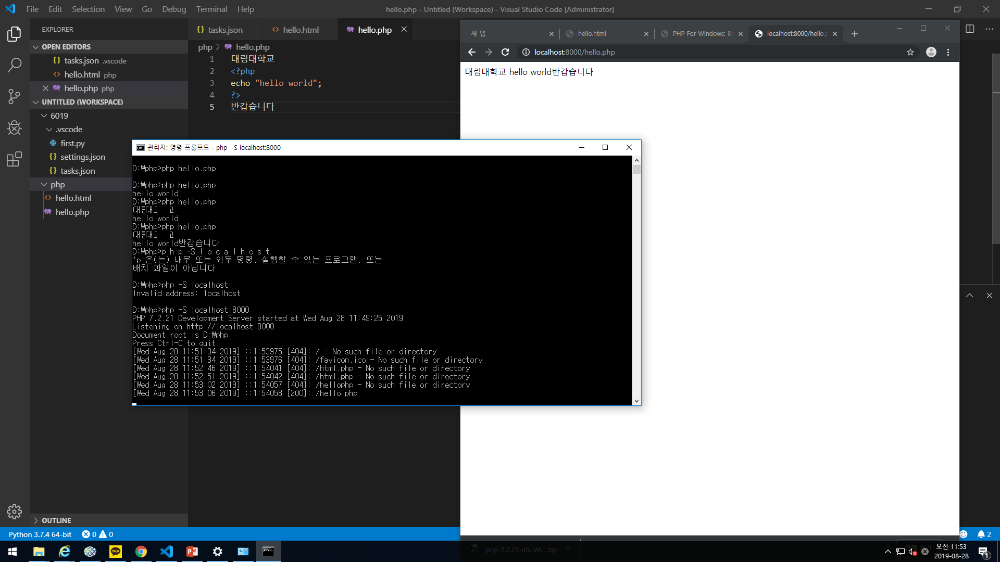 File Edit Selection View Go Debug Terminal Help
hello.php - Untitled (Workspace) - Visual Studio Code [Administrator]
EXPLORER
OPEN EDITORS
tasks.json .vscode
hello.html php
hello.php php
UNTITLED (WORKSPACE)
6019
.vscode
first.py
settings.json
tasks.json
php
hello.html
hello.php
OUTLINE
tasks.json
hello.html
hello.php
php > hello.php
1 대림대학교
2 <?php
3 echo "hello world";
4 ?>
5 반갑습니다
새 탭
hello.html
PHP For Windows: Bi
localhost:8000/hello.p
localhost:8000/hello.php
대림대학교 hello world반갑습니다
관리자: 명령 프롬프트 - php -S localhost:8000
D:\php>php hello.php
D:\php>php hello.php
hello world
D:\php>php hello.php
hello world
D:\php>php hello.php
hello world반갑습니다
D:\php>p h p -S l o c a l h o s t
'p'은(는) 내부 또는 외부 명령, 실행할 수 있는 프로그램, 또는
배치 파일이 아닙니다.
D:\php>php -S localhost
Invalid address: localhost
D:\php>php -S localhost:8000
PHP 7.2.21 Development Server started at Wed Aug 28 11:49:25 2019
Listening on http://localhost:8000
Document root is D:\php
Press Ctrl-C to quit.
[Wed Aug 28 11:51:34 2019] ::1:53975 [404]: / - No such file or directory
[Wed Aug 28 11:51:34 2019] ::1:53976 [404]: /favicon.ico - No such file or directory
[Wed Aug 28 11:52:46 2019] ::1:54041 [404]: /html.php - No such file or directory
[Wed Aug 28 11:52:51 2019] ::1:54042 [404]: /html.php - No such file or directory
[Wed Aug 28 11:53:02 2019] ::1:54057 [404]: /hellophp - No such file or directory
[Wed Aug 28 11:53:06 2019] ::1:54058 [200]: /hello.php
Python 3.7.4 64-bit 0 0
2
php-7.2.21-nts-Wi....zip
TALK
오전 11:53
2019-08-28
1